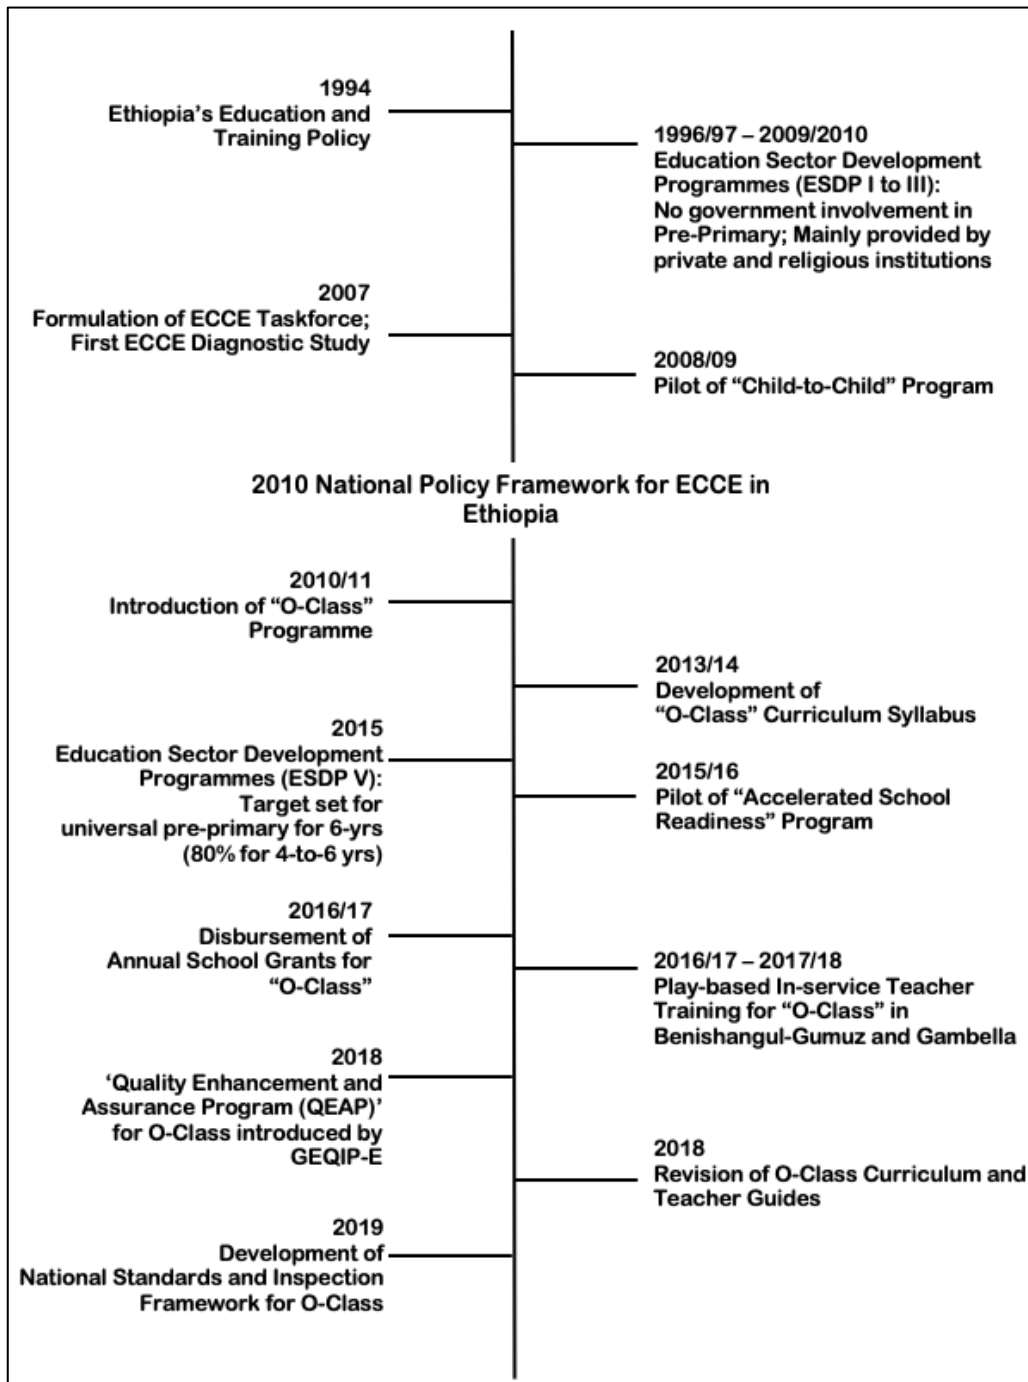 1994
Ethiopia’s Education and
Training Policy
1996/97 – 2009/2010
Education Sector Development
Programmes (ESDP I to III):
No government involvement in
Pre-Primary; Mainly provided by
private and religious institutions
2007
Formulation of ECCE Taskforce;
First ECCE Diagnostic Study
2008/09
Pilot of “Child-to-Child” Program
2010 National Policy Framework for ECCE in
Ethiopia
2010/11
Introduction of “O-Class”
Programme
2013/14
Development of
“O-Class” Curriculum Syllabus
2015
Education Sector Development
Programmes (ESDP V):
Target set for
universal pre-primary for 6-yrs
(80% for 4-to-6 yrs)
2015/16
Pilot of “Accelerated School
Readiness” Program
2016/17
Disbursement of
Annual School Grants for
“O-Class”
2016/17 – 2017/18
Play-based In-service Teacher
Training for “O-Class” in
Benishangul-Gumuz and Gambella
2018
‘Quality Enhancement and
Assurance Program (QEAP)’
for O-Class introduced by
GEQIP-E
2018
Revision of O-Class Curriculum and
Teacher Guides
2019
Development of
National Standards and Inspection
Framework for O-Class